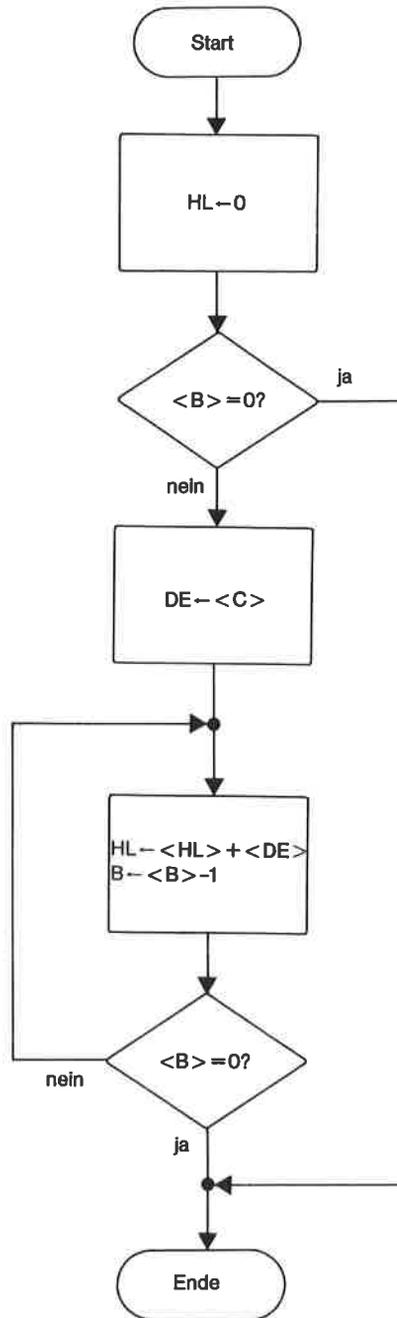 Start
HL←0
<B>=0?
ja
nein
DE←<C>
HL←<HL>+<DE>
B←<B>-1
<B>=0?
nein
ja
Ende